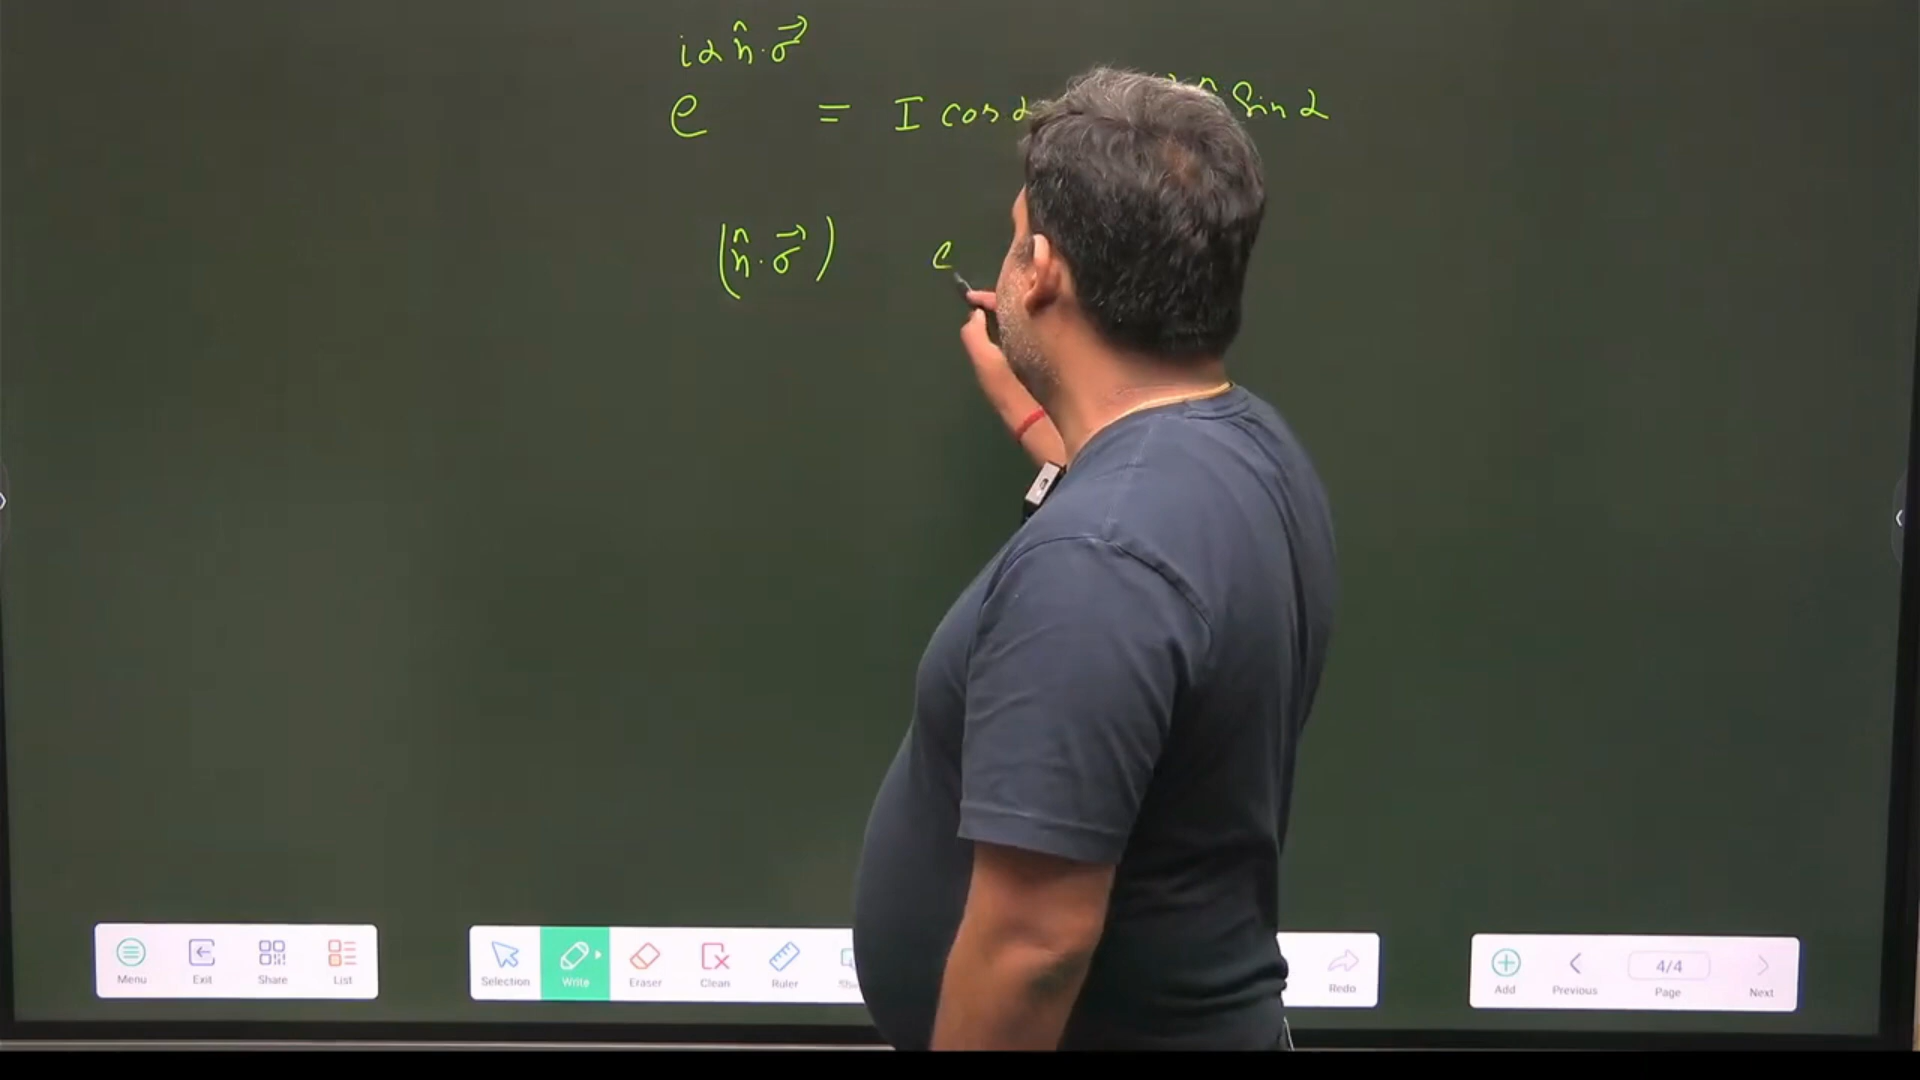 iα n̂·σ⃗
e = I cos α Sin α
(n̂·σ⃗) e
Menu Exit Share List Selection Write Eraser Clean Ruler Redo Add Previous 4/4 Page Next